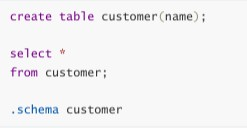 create table customer(name);
select *
from customer;
.schema customer